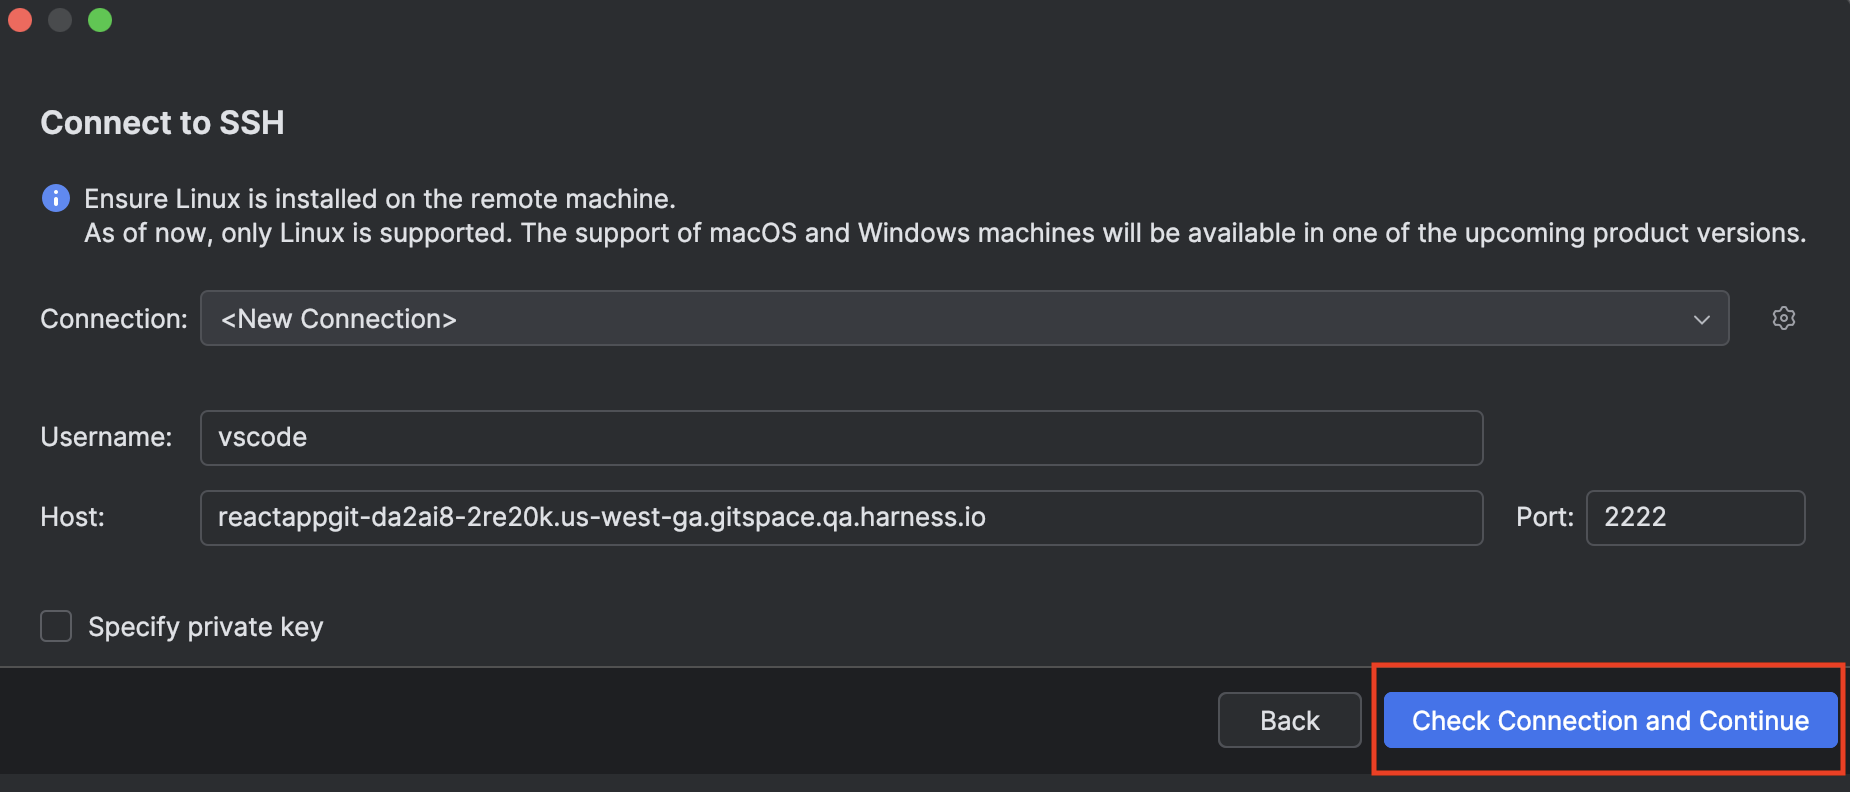 Connect to SSH
Ensure Linux is installed on the remote machine.
As of now, only Linux is supported. The support of macOS and Windows machines will be available in one of the upcoming product versions.
Connection: <New Connection>
Username: vscode
Host: reactappgit-da2ai8-2re20k.us-west-ga.gitspace.qa.harness.io Port: 2222
Specify private key
Back Check Connection and Continue